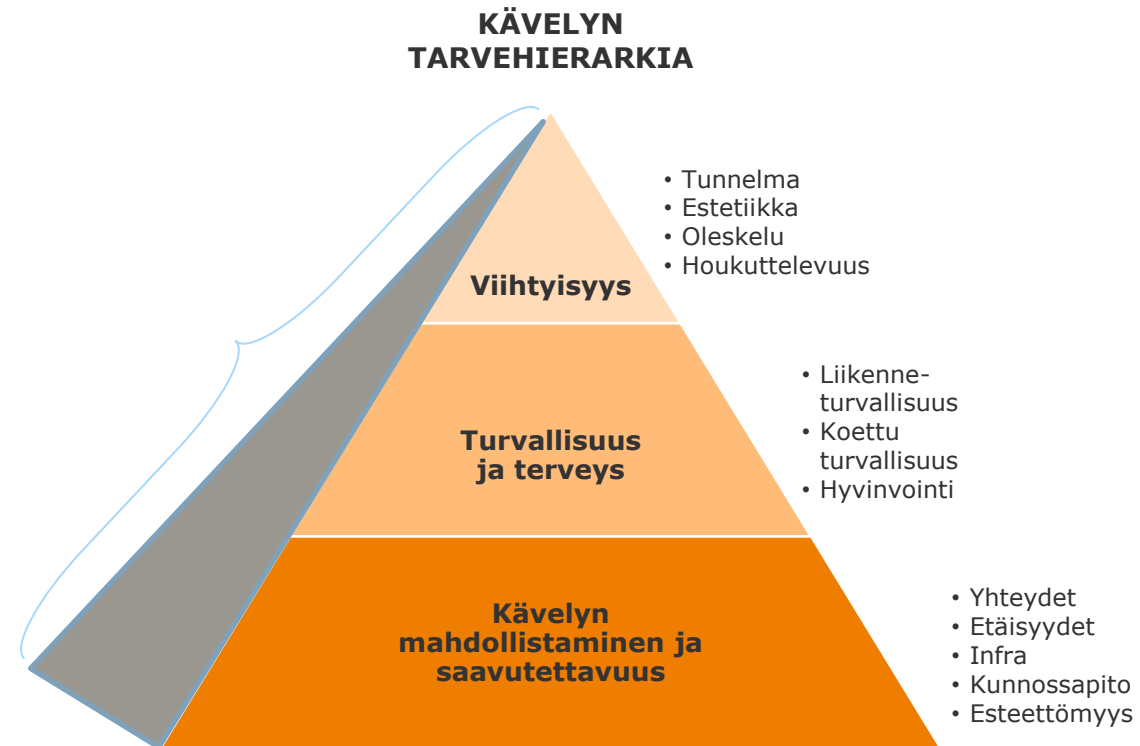 KÄVELYN
TARVEHIERARKIA
• Tunnelma
• Estetiikka
• Oleskelu
• Houkuttelevuus
Viihtyisyys
• Liikenne-
turvallisuus
• Koettu
turvallisuus
• Hyvinvointi
Turvallisuus
ja terveys
• Yhteydet
• Etäisyydet
• Infra
• Kunnossapito
• Esteettömyys
Kävelyn
mahdollistaminen ja
saavutettavuus